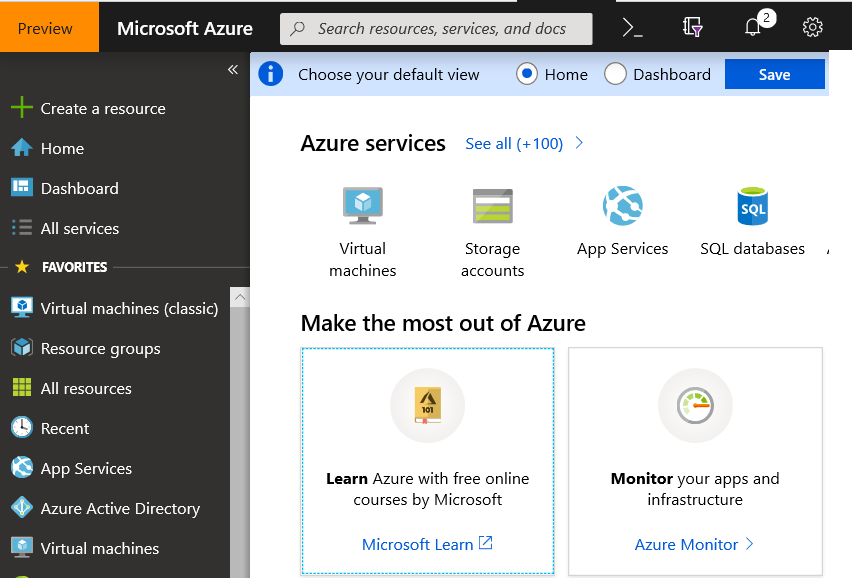 Preview
Microsoft Azure
Search resources, services, and docs
2
«
Create a resource
Home
Dashboard
All services
FAVORITES
Virtual machines (classic)
Resource groups
All resources
Recent
App Services
Azure Active Directory
Virtual machines
Choose your default view
Home
Dashboard
Save
Azure services
See all (+100)
Virtual
machines
Storage
accounts
App Services
SQL
SQL databases
Make the most out of Azure
101
Learn Azure with free online
courses by Microsoft
Microsoft Learn
Monitor your apps and
infrastructure
Azure Monitor